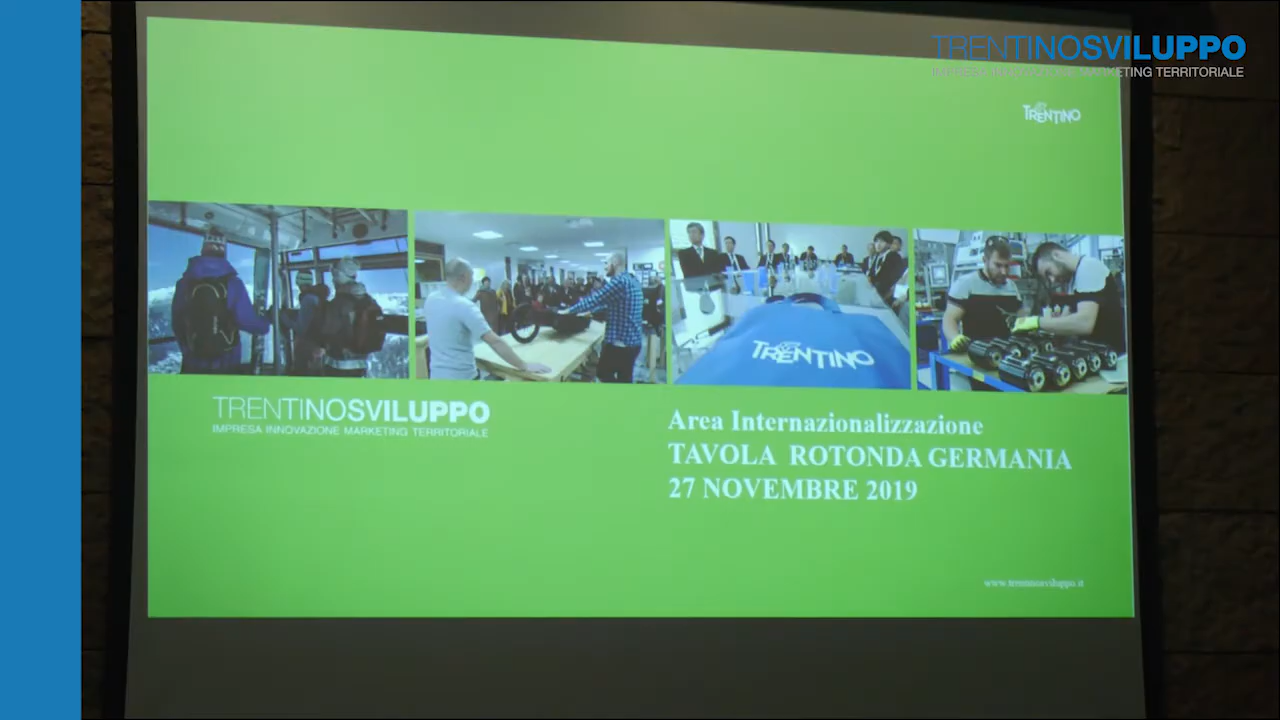 TRENTINOSVILUPPO
IMPRESA INNOVAZIONE MARKETING TERRITORIALE
TRENTINO
TRENTINO
TRENTINOSVILUPPO
IMPRESA INNOVAZIONE MARKETING TERRITORIALE
Area Internazionalizzazione
TAVOLA ROTONDA GERMANIA
27 NOVEMBRE 2019
www.trentinosviluppo.it